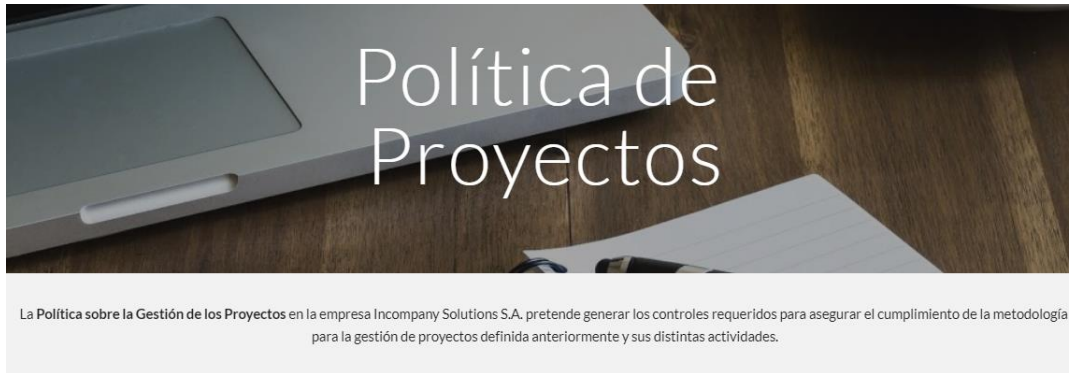 Política de
Proyectos
La Política sobre la Gestión de los Proyectos en la empresa Incompany Solutions S.A. pretende generar los controles requeridos para asegurar el cumplimiento de la metodología
para la gestión de proyectos definida anteriormente y sus distintas actividades.